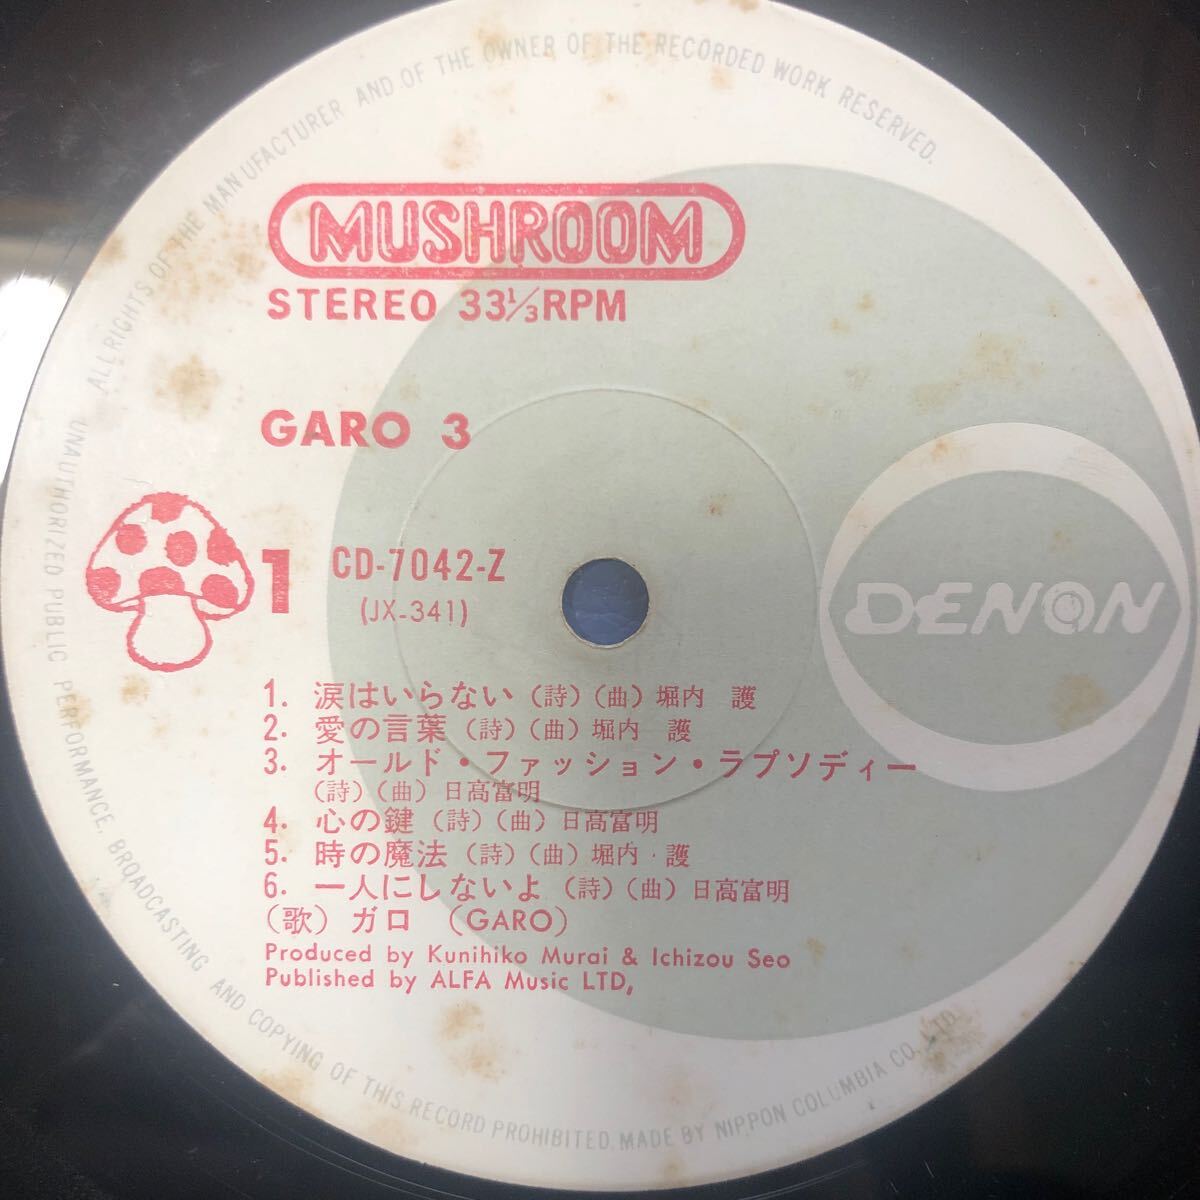 ALL RIGHTS OF THE MANUFACTURER AND OF THE OWNER OF THE RECORDED WORK RESERVED.
MUSHROOM
STEREO 33⅓RPM
GARO 3
1
CD-7042-Z
(JX-341)
DENON
1. 涙はいらない(詩)(曲)堀内 護
2. 愛の言葉(詩)(曲)堀内 護
3. オールド・ファッション・ラプソディー
(詩)(曲)日高富明
4. 心の鍵(詩)(曲)日高富明
5. 時の魔法(詩)(曲)堀内・護
6. 一人にしないよ(詩)(曲)日高富明
(歌)ガロ (GARO)
Produced by Kunihiko Murai & Ichizou Seo
Published by ALFA Music LTD,
UNAUTHORIZED PUBLIC PERFORMANCE, BROADCASTING AND COPYING OF THIS RECORD PROHIBITED. MADE BY NIPPON COLUMBIA CO., LTD.